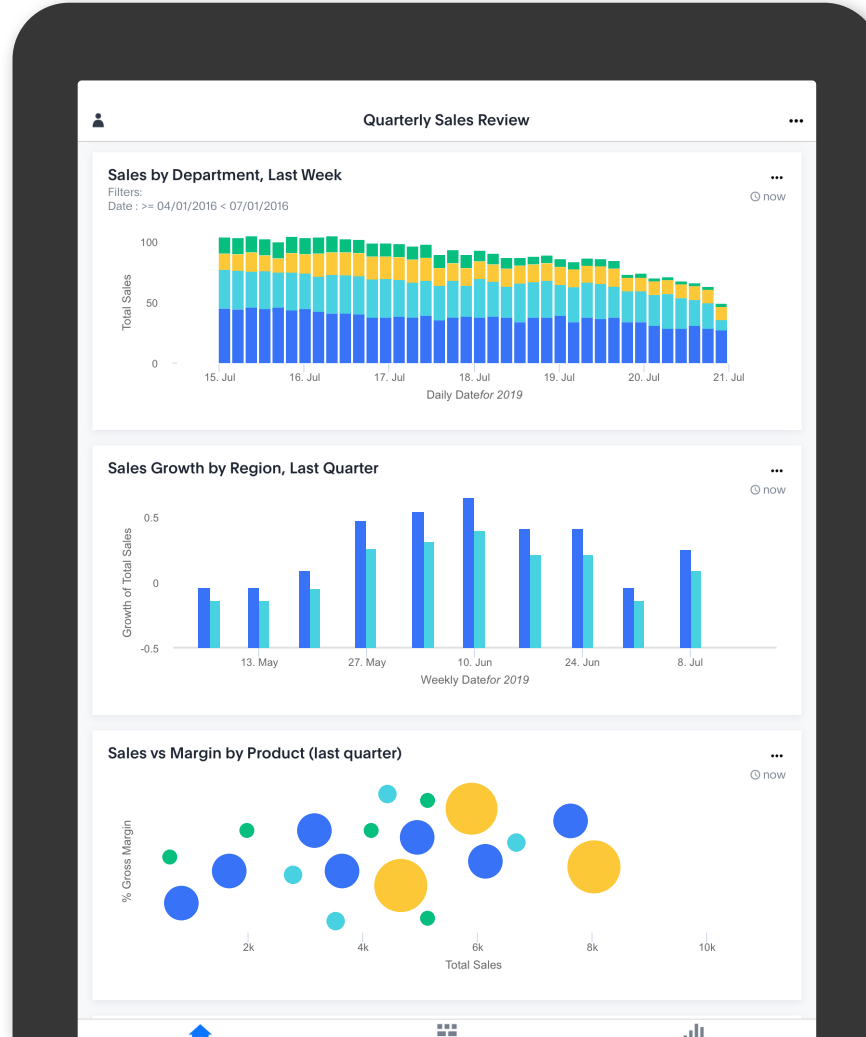 Quarterly Sales Review
Sales by Department, Last Week
Filters:
Date : >= 04/01/2016 < 07/01/2016
now
100
50
0
Total Sales
15. Jul 16. Jul 17. Jul 18. Jul 19. Jul 20. Jul 21. Jul
Daily Datefor 2019
Sales Growth by Region, Last Quarter
now
0.5
0
-0.5
Growth of Total Sales
13. May 27. May 10. Jun 24. Jun 8. Jul
Weekly Datefor 2019
Sales vs Margin by Product (last quarter)
now
% Gross Margin
2k 4k 6k 8k 10k
Total Sales